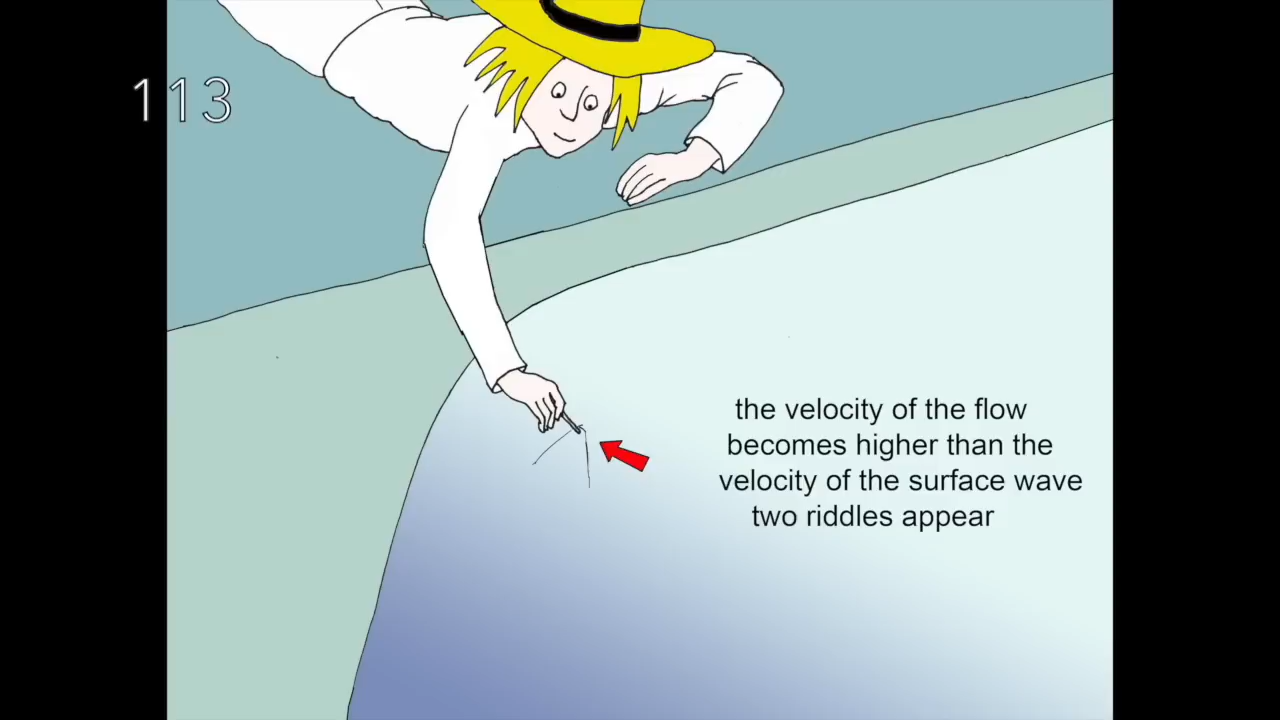 113
the velocity of the flow
becomes higher than the
velocity of the surface wave
two riddles appear